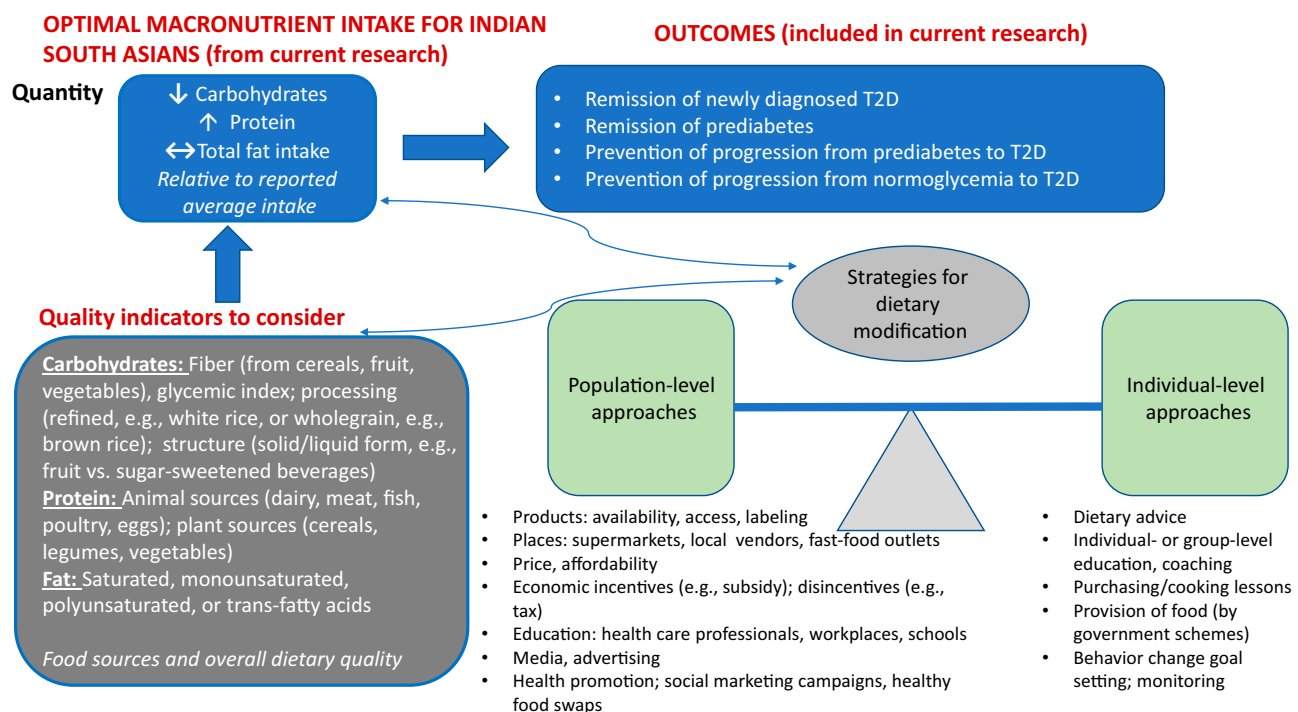 OPTIMAL MACRONUTRIENT INTAKE FOR INDIAN
SOUTH ASIANS (from current research)
Quantity
↓ Carbohydrates
↑ Protein
↔Total fat intake
Relative to reported
average intake
OUTCOMES (included in current research)
• Remission of newly diagnosed T2D
• Remission of prediabetes
• Prevention of progression from prediabetes to T2D
• Prevention of progression from normoglycemia to T2D
Quality indicators to consider
Carbohydrates: Fiber (from cereals, fruit,
vegetables), glycemic index; processing
(refined, e.g., white rice, or wholegrain, e.g.,
brown rice); structure (solid/liquid form, e.g.,
fruit vs. sugar-sweetened beverages)
Protein: Animal sources (dairy, meat, fish,
poultry, eggs); plant sources (cereals,
legumes, vegetables)
Fat: Saturated, monounsaturated,
polyunsaturated, or trans-fatty acids
Food sources and overall dietary quality
Strategies for
dietary
modification
Population-level
approaches
Individual-level
approaches
• Products: availability, access, labeling
• Places: supermarkets, local vendors, fast-food outlets
• Price, affordability
• Economic incentives (e.g., subsidy); disincentives (e.g.,
tax)
• Education: health care professionals, workplaces, schools
• Media, advertising
• Health promotion; social marketing campaigns, healthy
food swaps
• Dietary advice
• Individual- or group-level
education, coaching
• Purchasing/cooking lessons
• Provision of food (by
government schemes)
• Behavior change goal
setting; monitoring